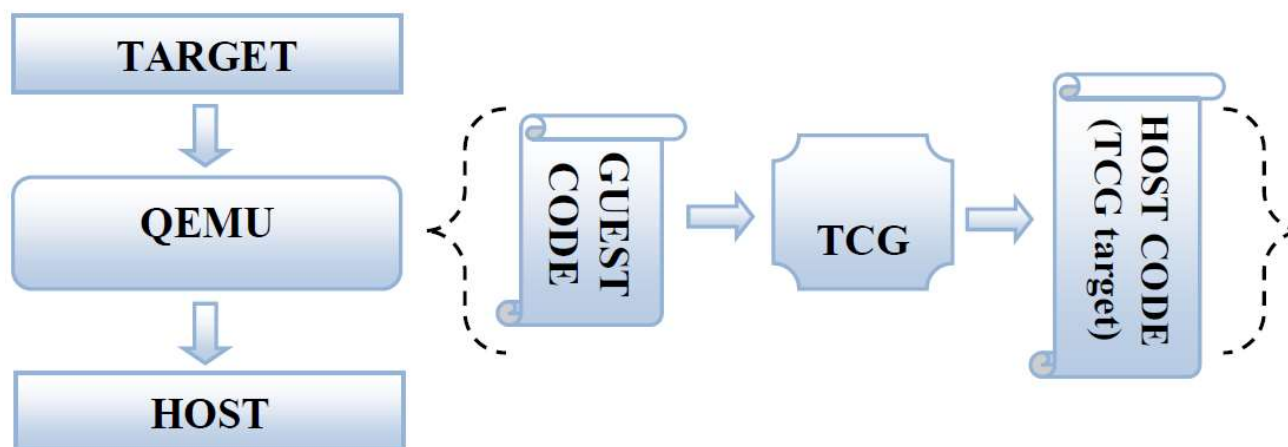 TARGET
QEMU
HOST
GUEST
CODE
TCG
HOST CODE
(TCG target)